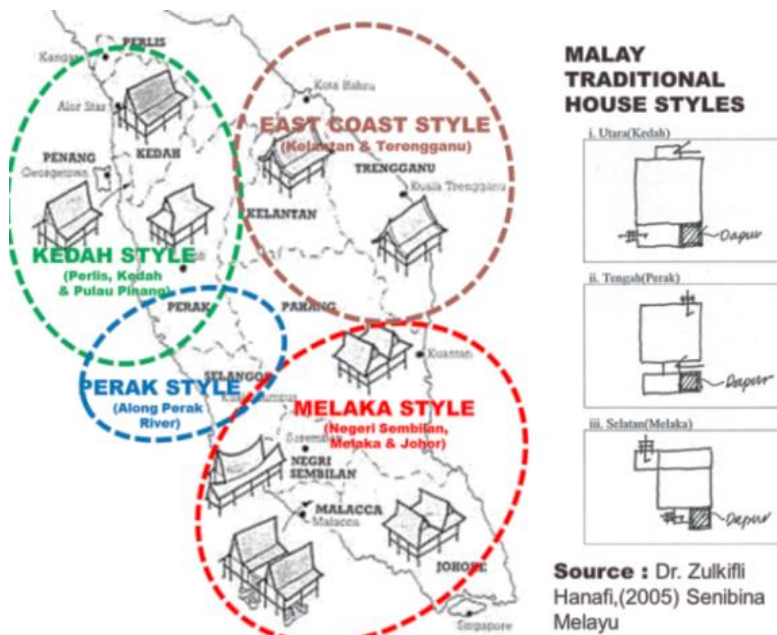 PERLIS
Kangar
Alor Star
KEDAH
PENANG
Georgetown
KEDAH STYLE
(Perlis, Kedah
& Pulau Pinang)
PERAK
PERAK STYLE
(Along Perak
River)
Kota Bahru
EAST COAST STYLE
(Kelantan & Terengganu)
TRENGGANU
Kuala Trengganu
KELANTAN
PAHANG
Kuantan
SELANGOR
MELAKA STYLE
(Negeri Sembilan,
Melaka & Johor)
Seremban
NEGRI
SEMBILAN
MALACCA
Malacca
JOHORE
Singapore
MALAY
TRADITIONAL
HOUSE STYLES
i. Utara(Kedah)
Dapur
ii. Tengah(Perak)
Dapur
iii. Selatan(Melaka)
Dapur
Source : Dr. Zulkifli
Hanafi,(2005) Senibina
Melayu